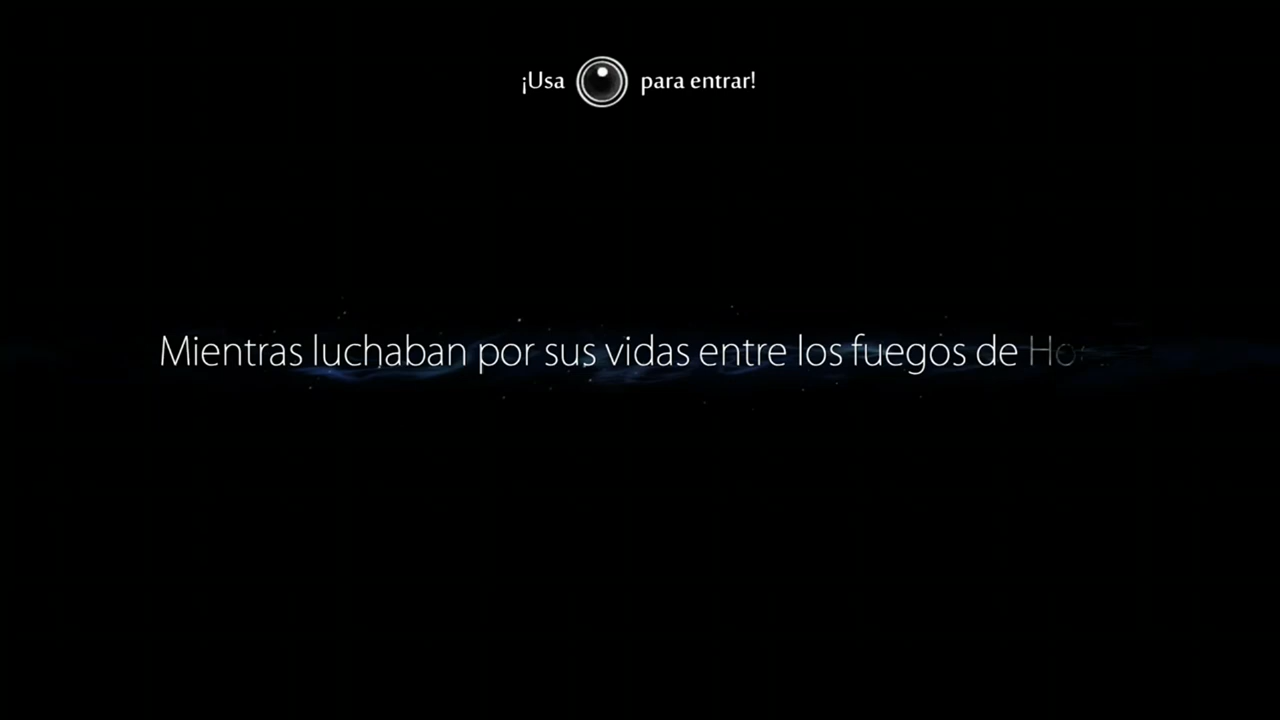 ¡Usa para entrar!
Mientras luchaban por sus vidas entre los fuegos de